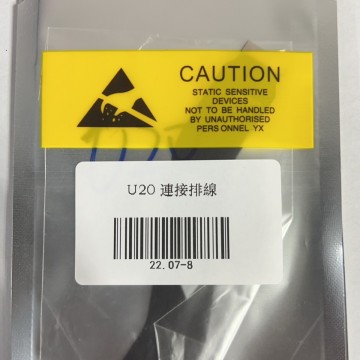 CAUTION
STATIC SENSITIVE
DEVICES
NOT TO BE HANDLED
BY UNAUTHORISED
PERS ONNEL YX
U20 連接排線
22.07-8